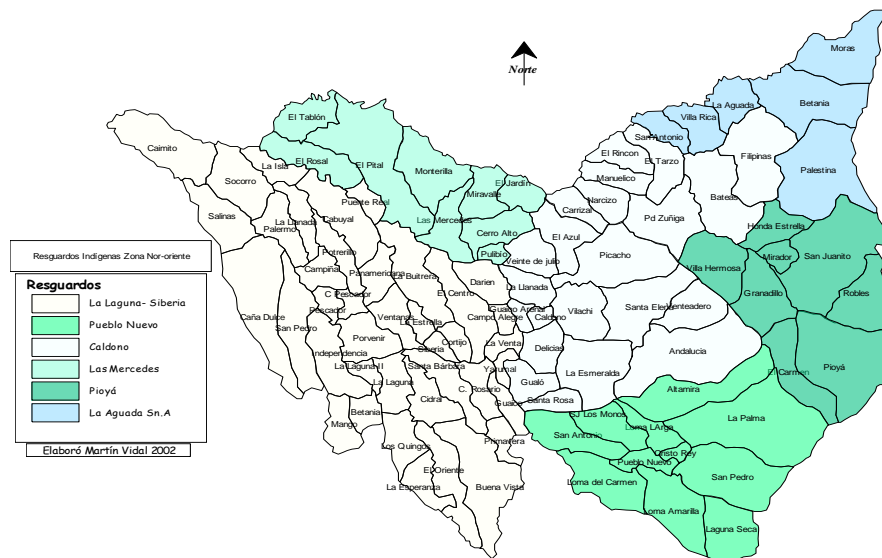 Norte
Moras
Betania
La Aguada
Villa Rica
San Antonio
Palestina
Filipinas
El Tarzo
El Rincon
Manuelico
Narcizo
Carrizal
Bateas
Pd Zuñiga
El Tablón
El Rosal
El Pital
Monterilla
El Jardín
Miravalle
Las Mercedes
Cerro Alto
Pulibio
Caimito
Socorro
La Isla
Salinas
Palermo
La Llanada
Cabuyal
Puente Real
Potrerillo
Campiña
Panamericana
La Buitrera
C Pescador
Pescador
Caña Dulce
San Pedro
Independencia
Porvenir
Ventanas
La Estrella
Siberia
Cortijo
El Centro
Darien
Campo Alegre
La Venta
La Laguna II
La Laguna
Santa Bárbara
Cidral
C. Rosario
Yarumal
Guaico
Mango
Betania
Los Quingos
El Oriente
La Esperanza
Primavera
Buena Vista
El Azul
Picacho
Veinte de julio
La Llanada
Guaico Arenal
Caldono
Vilachi
Santa Elena
Andalucia
Delicias
Gualó
La Esmeralda
Santa Rosa
Honda Estrella
San Juanito
Mirador
Villa Hermosa
Granadillo
Robles
El Carmen
Pioyá
Altamira
La Palma
SJ Los Monos
Loma LArga
San Antonio
Cristo Rey
Pueblo Nuevo
San Pedro
Loma del Carmen
Loma Amarilla
Laguna Seca
Resguardos Indígenas Zona Nor-oriente
Resguardos
La Laguna- Siberia
Pueblo Nuevo
Caldono
Las Mercedes
Pioyá
La Aguada Sn.A
Elaboró Martín Vidal 2002